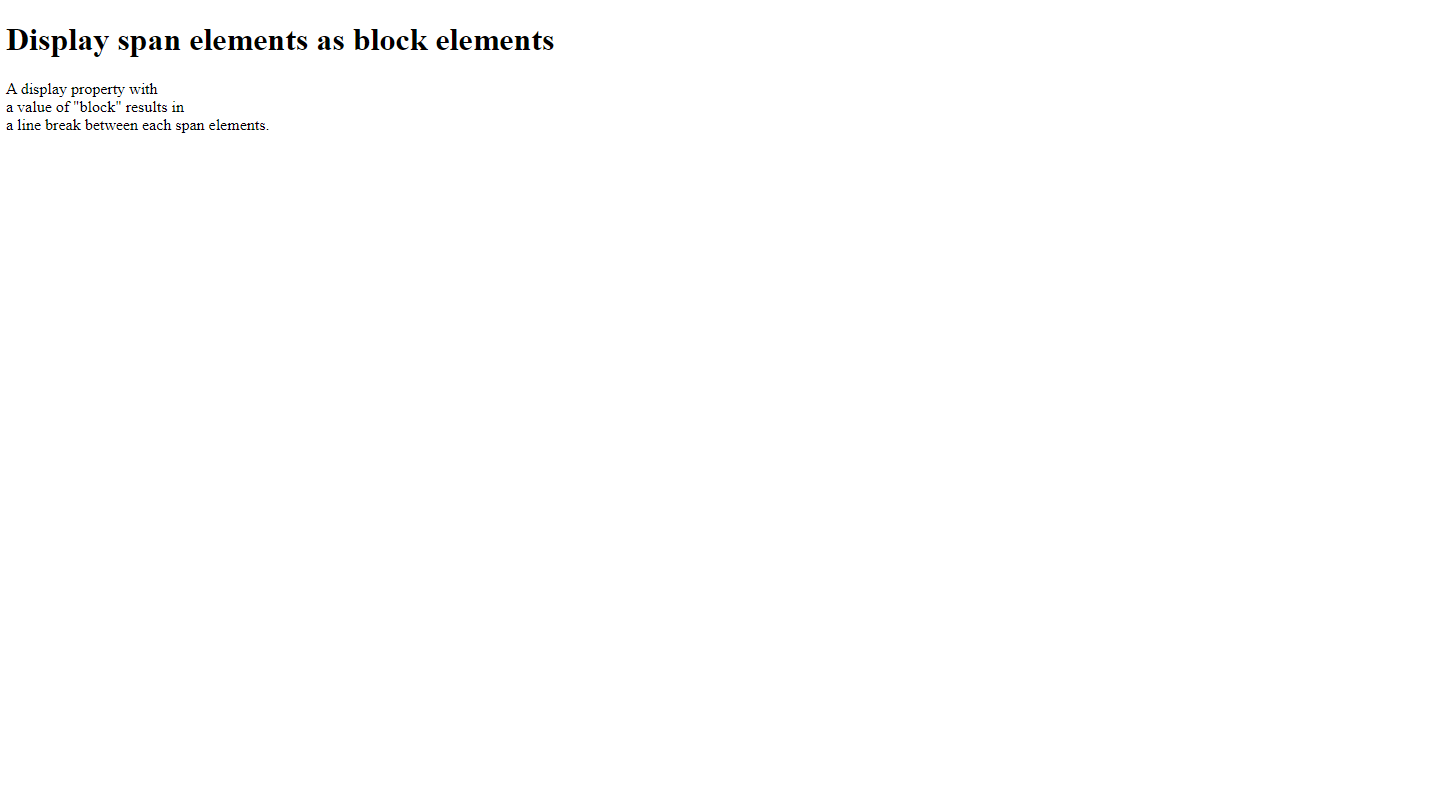 Display span elements as block elements
A display property with
a value of "block" results in
a line break between each span elements.